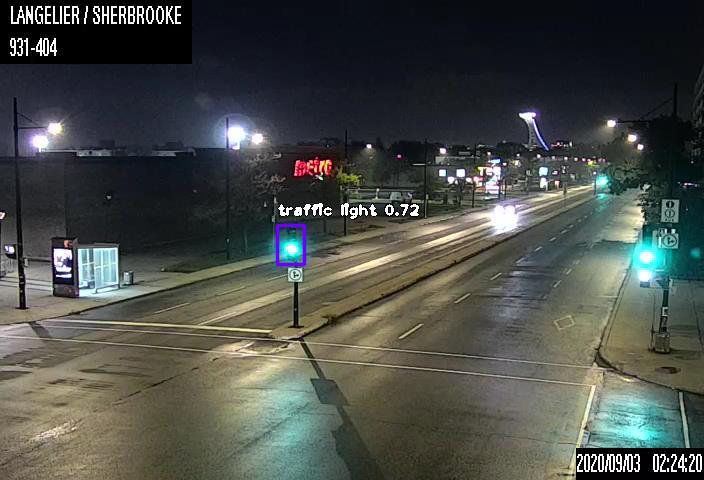 LANGELIER / SHERBROOKE
931-404
metro
traffic light 0.72
2020/09/03 02:24:20